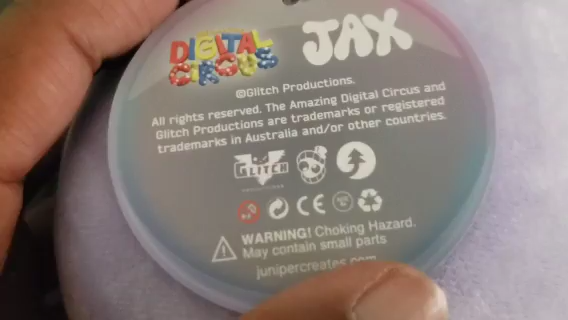 DIGITAL JAX
CIRCUS
©Glitch Productions.
All rights reserved. The Amazing Digital Circus and
Glitch Productions are trademarks or registered
trademarks in Australia and/or other countries.
GLITCH
CE
WARNING! Choking Hazard.
May contain small parts
junipercreates.com